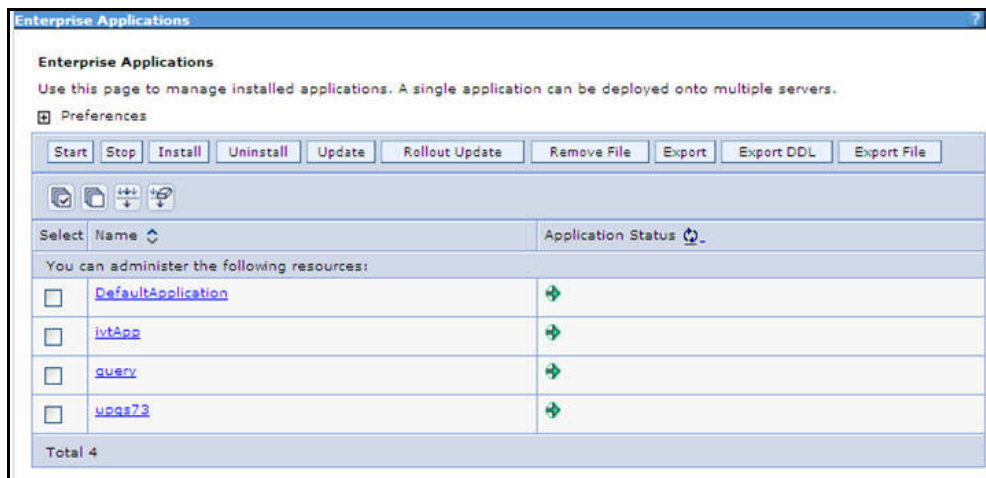 Enterprise Applications ?
Enterprise Applications
Use this page to manage installed applications. A single application can be deployed onto multiple servers.
Preferences
Start Stop Install Uninstall Update Rollout Update Remove File Export Export DDL Export File
Select Name Application Status
You can administer the following resources:
DefaultApplication
ivtApp
query
upgs73
Total 4